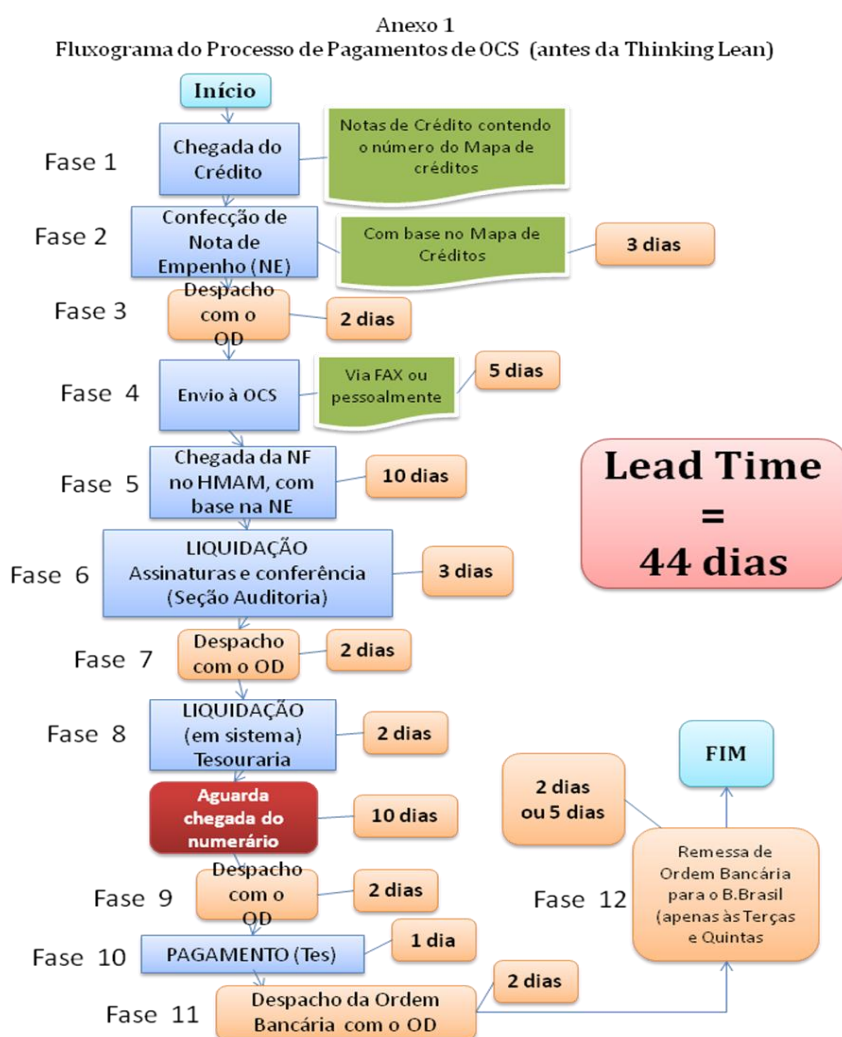 Anexo 1
Fluxograma do Processo de Pagamentos de OCS (antes da Thinking Lean)
Início
Fase 1
Chegada do
Crédito
Notas de Crédito contendo
o número do Mapa de
créditos
Fase 2
Confecção de
Nota de
Empenho (NE)
Com base no Mapa de
Créditos
3 dias
Fase 3
Despacho
com o
OD
2 dias
Fase 4
Envio à OCS
Via FAX ou
pessoalmente
5 dias
Fase 5
Chegada da NF
no HMAM, com
base na NE
10 dias
Lead Time
=
44 dias
Fase 6
LIQUIDAÇÃO
Assinaturas e conferência
(Seção Auditoria)
3 dias
Fase 7
Despacho
com o OD
2 dias
Fase 8
LIQUIDAÇÃO
(em sistema)
Tesouraria
2 dias
Aguarda
chegada do
numerário
10 dias
Fase 9
Despacho
com o
OD
2 dias
Fase 10
PAGAMENTO (Tes)
1 dia
Fase 11
Despacho da Ordem
Bancária com o OD
2 dias
Fase 12
Remessa de
Ordem Bancária
para o B.Brasil
(apenas às Terças
e Quintas
2 dias
ou 5 dias
FIM